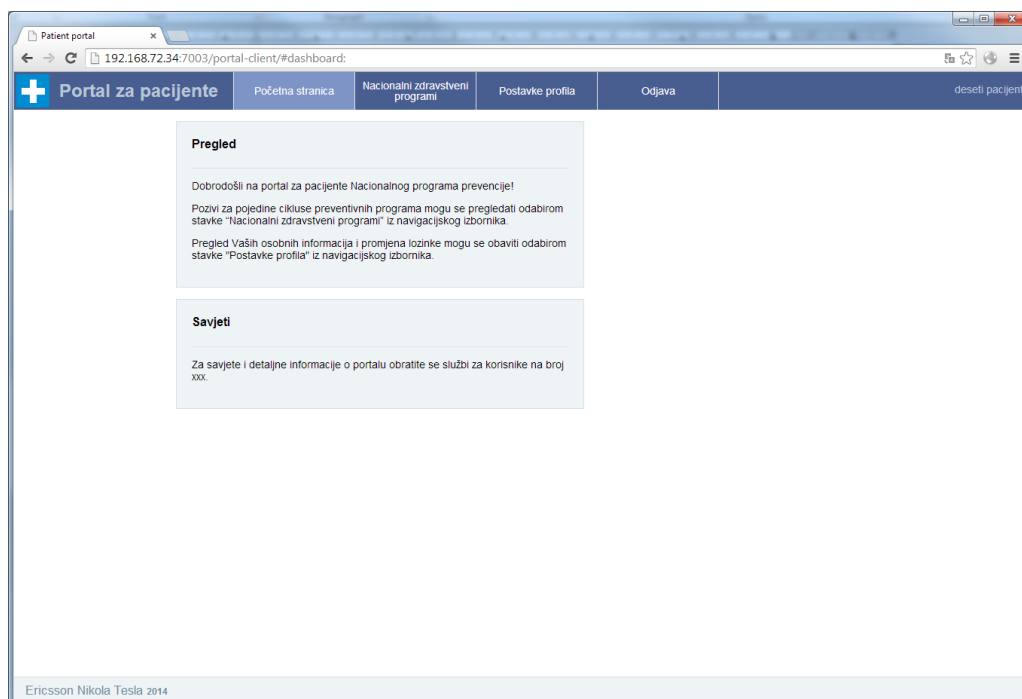 Patient portal
192.168.72.34:7003/portal-client/#dashboard:
Portal za pacijente
Početna stranica
Nacionalni zdravstveni
programi
Postavke profila
Odjava
deseti pacijent
Pregled
Dobrodošli na portal za pacijente Nacionalnog programa prevencije!
Pozivi za pojedine cikluse preventivnih programa mogu se pregledati odabirom
stavke “Nacionalni zdravstveni programi” iz navigacijskog izbornika.
Pregled Vaših osobnih informacija i promjena lozinke mogu se obaviti odabirom
stavke "Postavke profila" iz navigacijskog izbornika.
Savjeti
Za savjete i detaljne informacije o portalu obratite se službi za korisnike na broj
xxx.
Ericsson Nikola Tesla 2014